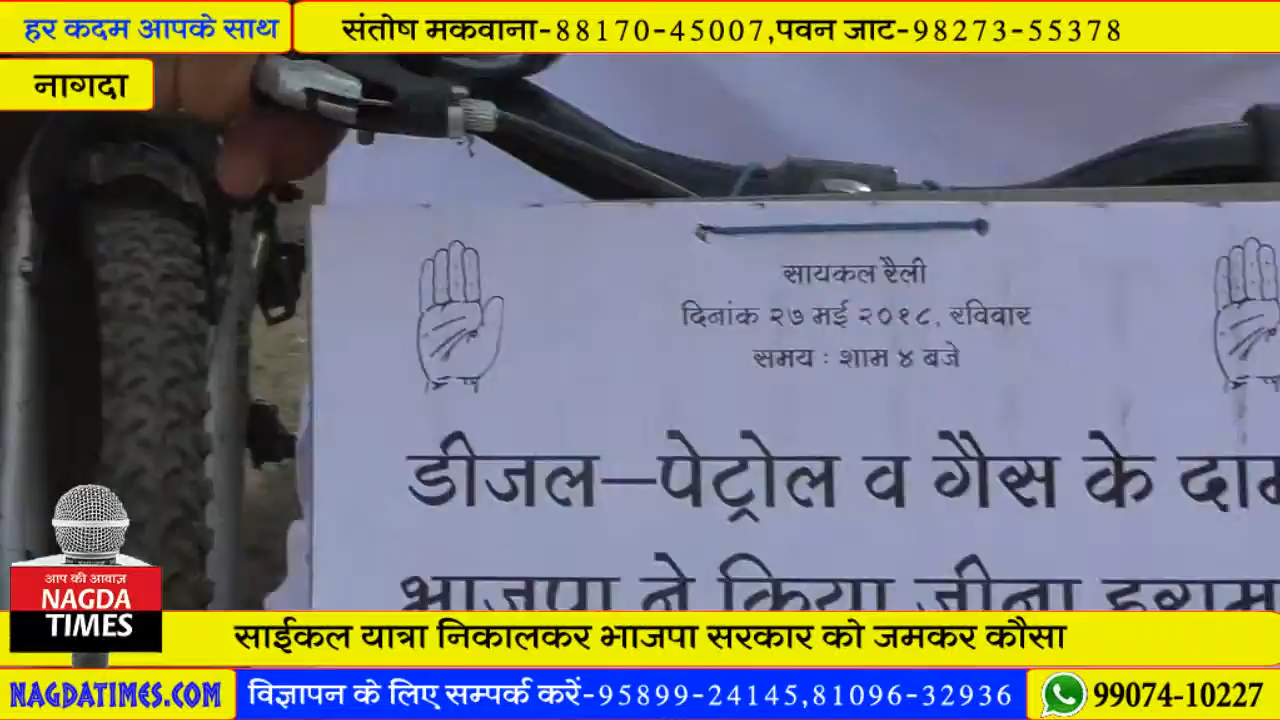 हर कदम आपके साथ
संतोष मकवाना-88170-45007,पवन जाट-98273-55378
नागदा
सायकल रैली
दिनांक २७ मई २०१८, रविवार
समय : शाम ४ बजे
डीजल-पेट्रोल व गैस के दाम
भाजपा ने किया जीना हराम
आप की आवाज़
NAGDA
TIMES
साईकल यात्रा निकालकर भाजपा सरकार को जमकर कौसा
NAGDATIMES.COM
विज्ञापन के लिए सम्पर्क करें-95899-24145,81096-32936
99074-10227